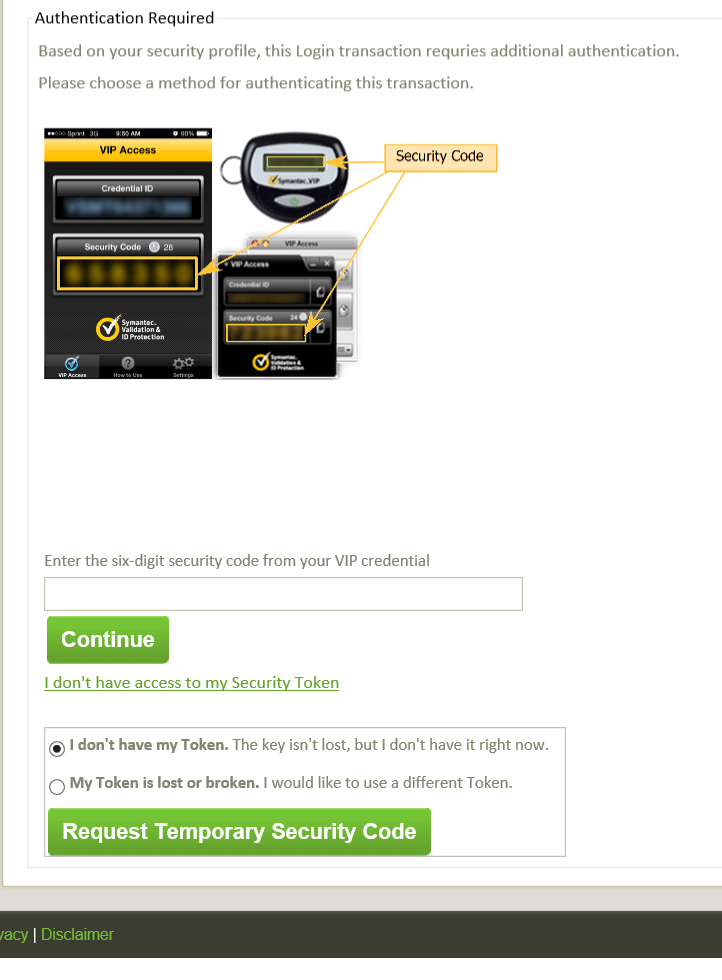 Authentication Required
Based on your security profile, this Login transaction requries additional authentication.
Please choose a method for authenticating this transaction.
Sprint 3G 9:50 AM 90%
VIP Access
Credential ID
Security Code 28
Symantec.
Validation &
ID Protection
VIP Access How to Use Settings
Symantec.VIP
Security Code
VIP Access
VIP Access
Credential ID
Security Code 24
Symantec.
Validation &
ID Protection
Enter the six-digit security code from your VIP credential
Continue
I don't have access to my Security Token
I don't have my Token. The key isn't lost, but I don't have it right now.
My Token is lost or broken. I would like to use a different Token.
Request Temporary Security Code
vacy | Disclaimer